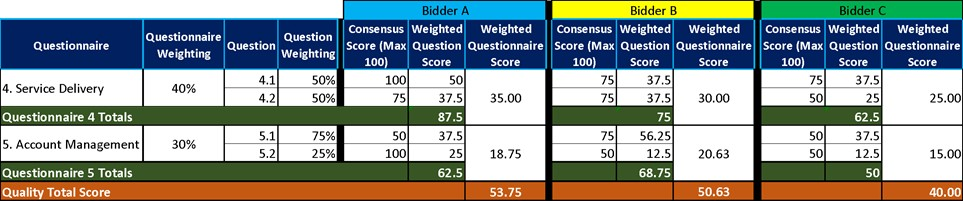 Bidder A Bidder B Bidder C
Questionnaire Questionnaire Weighting Question Question Weighting Consensus Score (Max 100) Weighted Question Score Weighted Questionnaire Score Consensus Score (Max 100) Weighted Question Score Weighted Questionnaire Score Consensus Score (Max 100) Weighted Question Score Weighted Questionnaire Score
4. Service Delivery 40% 4.1 50% 100 50 35.00 75 37.5 30.00 75 37.5 25.00
4.2 50% 75 37.5 75 37.5 50 25
Questionnaire 4 Totals 87.5 75 62.5
5. Account Management 30% 5.1 75% 50 37.5 18.75 75 56.25 20.63 50 37.5 15.00
5.2 25% 100 25 50 12.5 50 12.5
Questionnaire 5 Totals 62.5 68.75 50
Quality Total Score 53.75 50.63 40.00